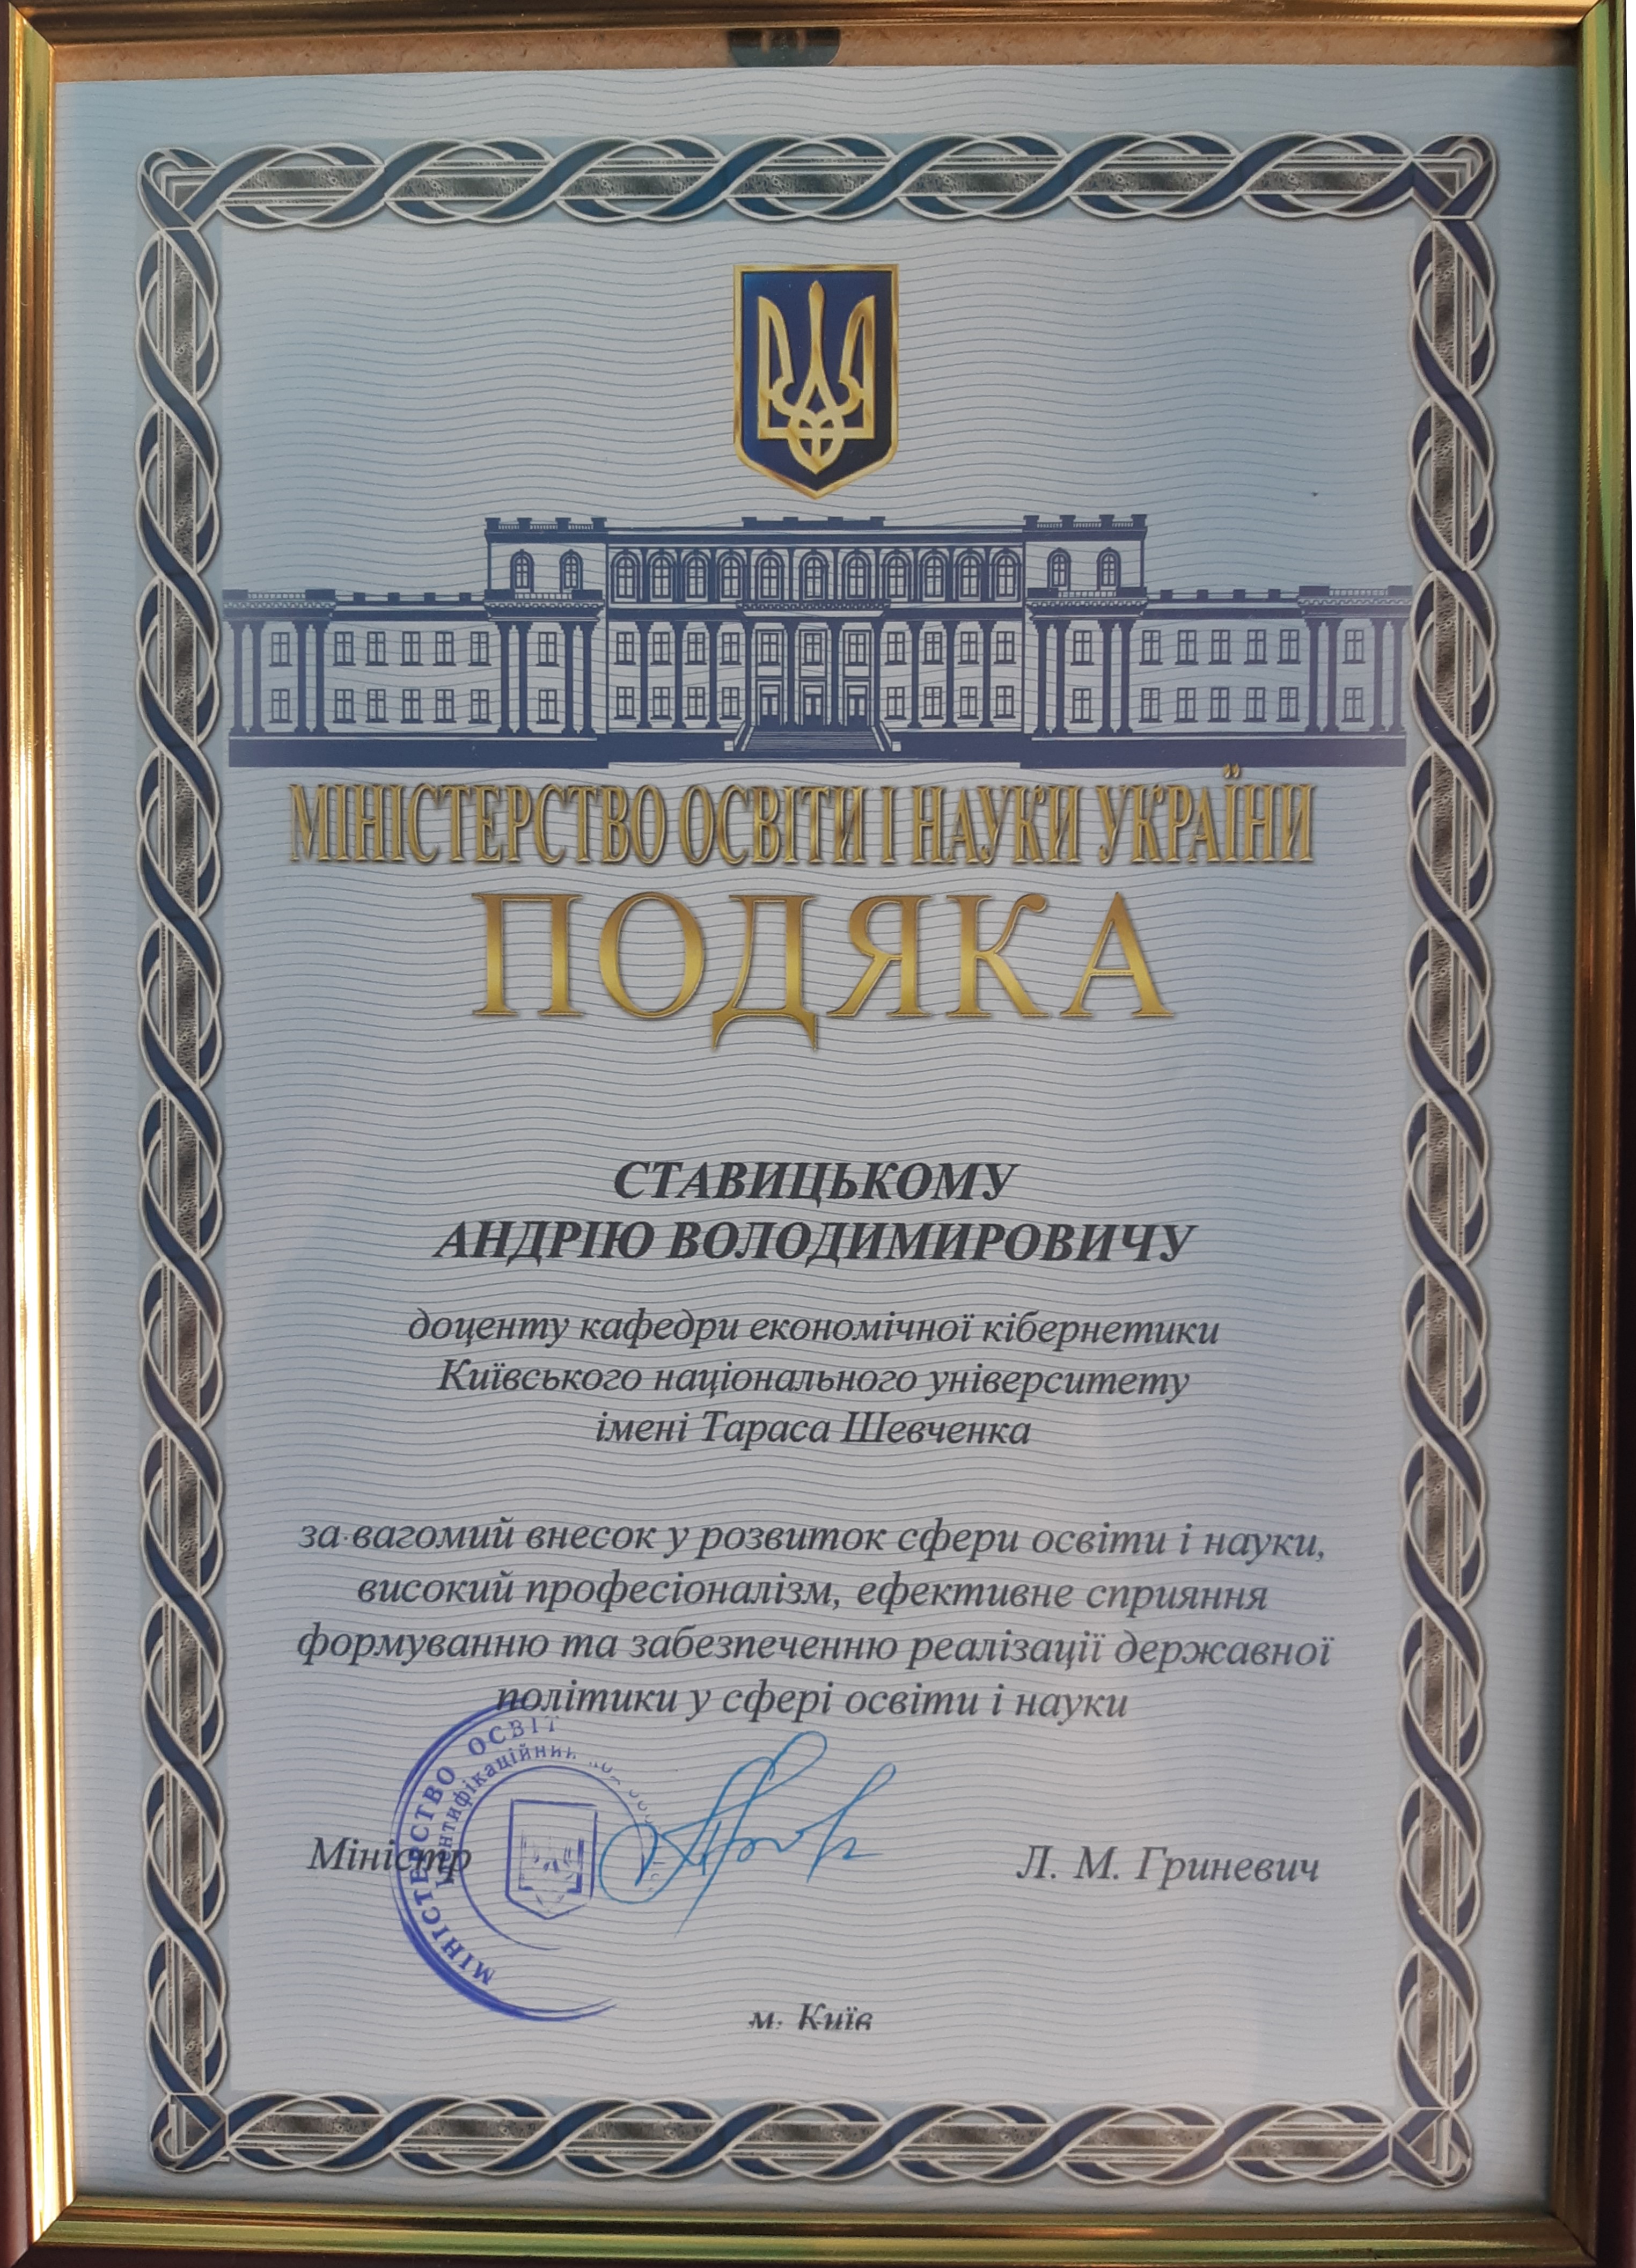 МІНІСТЕРСТВО ОСВІТИ І НАУКИ УКРАЇНИ
ПОДЯКА
СТАВИЦЬКОМУ
АНДРІЮ ВОЛОДИМИРОВИЧУ
доценту кафедри економічної кібернетики
Київського національного університету
імені Тараса Шевченка
за вагомий внесок у розвиток сфери освіти і науки,
високий професіоналізм, ефективне сприяння
формуванню та забезпеченню реалізації державної
політики у сфері освіти і науки
МІНІСТЕРСТВО ОСВІТ
Міністр
Л. М. Гриневич
м. Київ